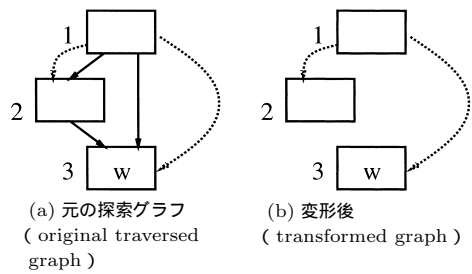 1
2
3 w
(a) 元の探索グラフ
( original traversed
graph )
1
2
3 w
(b) 変形後
( transformed graph )